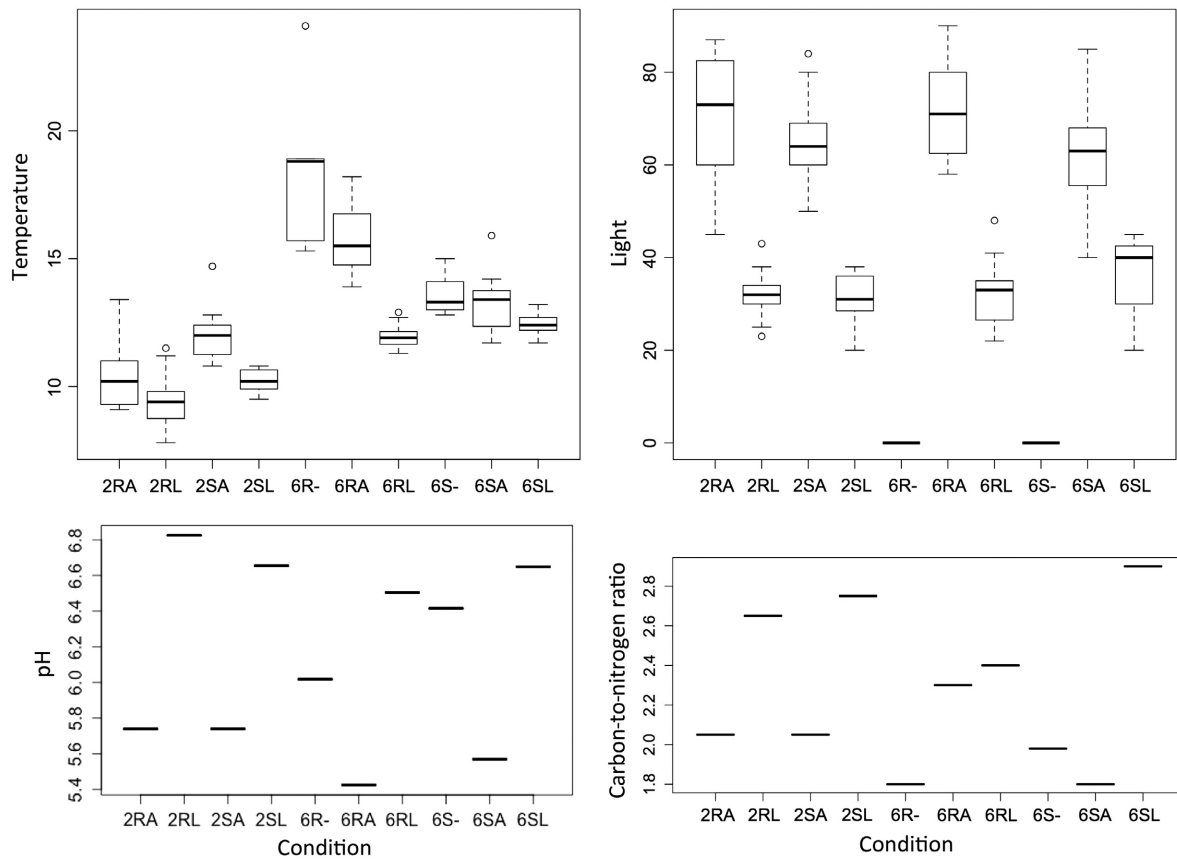 Temperature
20
15
10
2RA 2RL 2SA 2SL 6R- 6RA 6RL 6S- 6SA 6SL
Light
80
60
40
20
0
2RA 2RL 2SA 2SL 6R- 6RA 6RL 6S- 6SA 6SL
pH
6.8
6.6
6.4
6.2
6.0
5.8
5.6
5.4
2RA 2RL 2SA 2SL 6R- 6RA 6RL 6S- 6SA 6SL
Condition
Carbon-to-nitrogen ratio
2.8
2.6
2.4
2.2
2.0
1.8
2RA 2RL 2SA 2SL 6R- 6RA 6RL 6S- 6SA 6SL
Condition